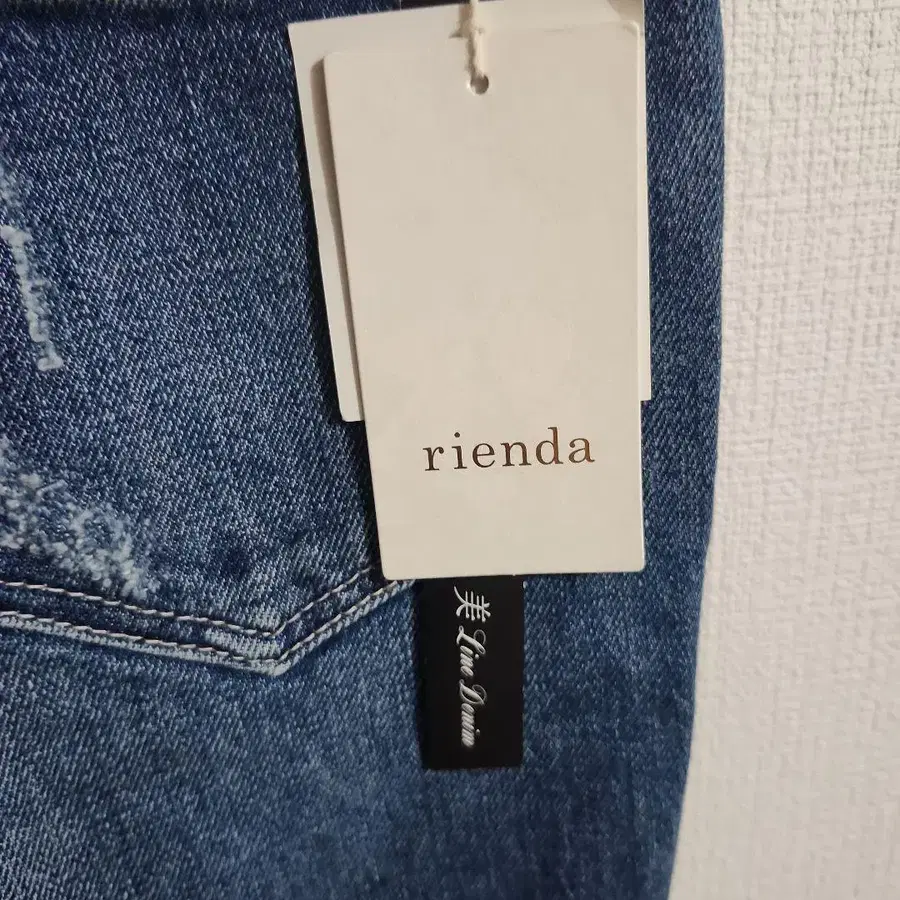 rienda
美 Line Denim